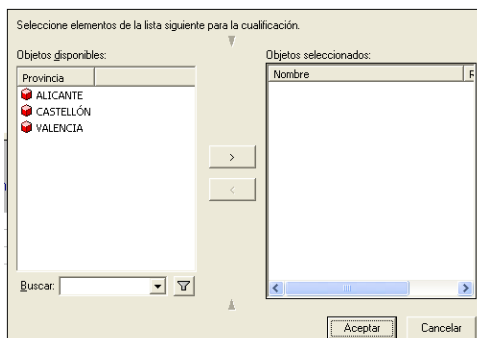 Seleccione elementos de la lista siguiente para la cualificación.
Objetos disponibles:
Provincia
ALICANTE
CASTELLÓN
VALENCIA
Buscar:
>
<
Objetos seleccionados:
Nombre
Aceptar
Cancelar